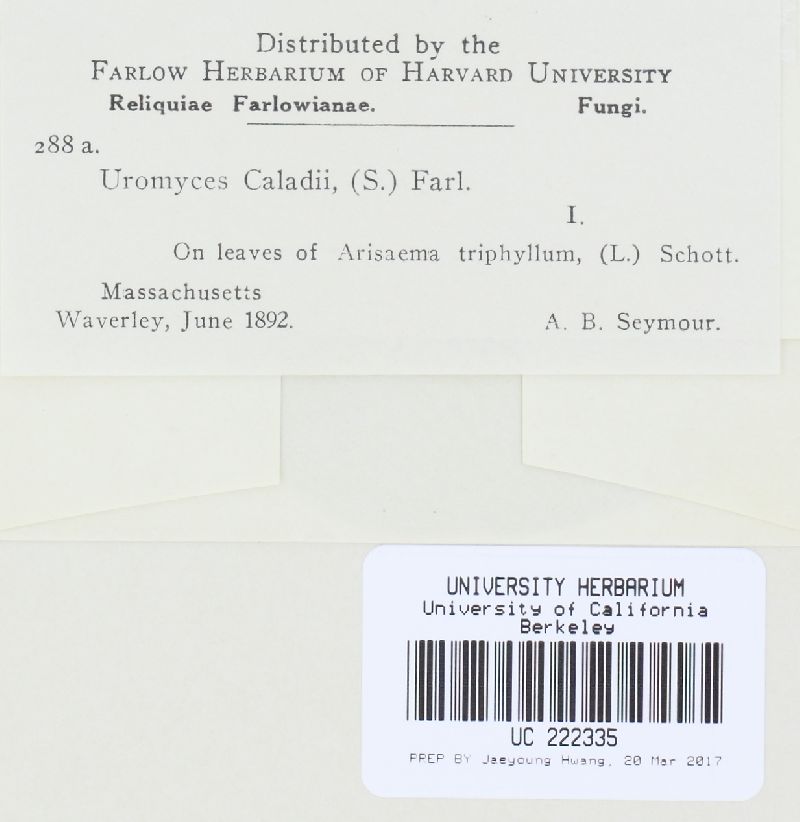 Distributed by the
FARLOW HERBARIUM OF HARVARD UNIVERSITY
Reliquiae Farlowianae. Fungi.
288 a.
Uromyces Caladii, (S.) Farl.
I.
On leaves of Arisaema triphyllum, (L.) Schott.
Massachusetts
Waverley, June 1892. A. B. Seymour.
UNIVERSITY HERBARIUM
University of California
Berkeley
UC 222335
PREP BY Jaeyoung Hwang, 20 Mar 2017